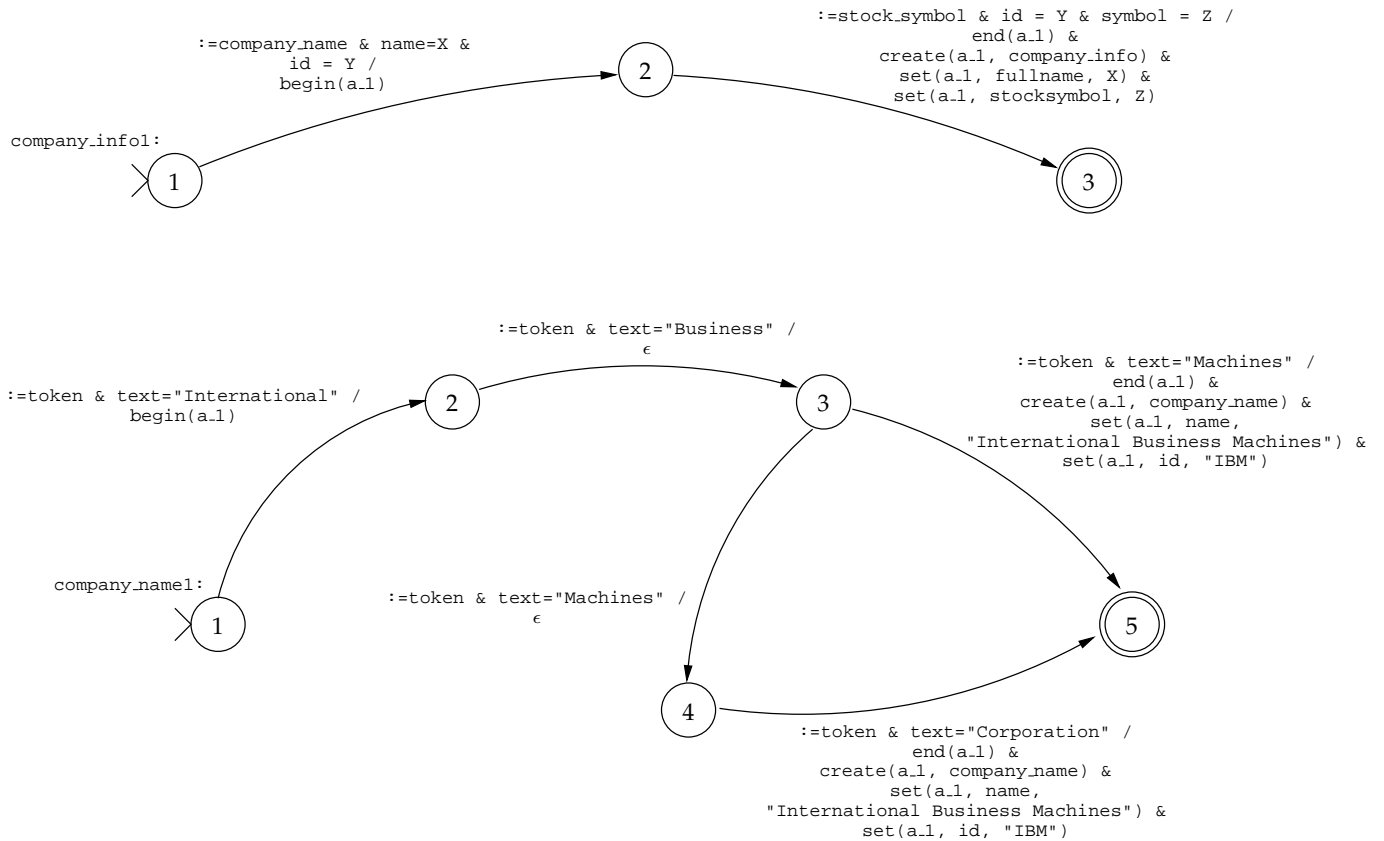 :=stock_symbol & id = Y & symbol = Z /
end(a_1) &
create(a_1, company_info) &
set(a_1, fullname, X) &
set(a_1, stocksymbol, Z)
:=company_name & name=X &
id = Y /
begin(a_1)
2
company_info1:
1
3
:=token & text="Business" /
ϵ
:=token & text="Machines" /
end(a_1) &
create(a_1, company_name) &
set(a_1, name,
"International Business Machines") &
set(a_1, id, "IBM")
:=token & text="International" /
begin(a_1)
2
3
company_name1:
1
:=token & text="Machines" /
ϵ
5
4
:=token & text="Corporation" /
end(a_1) &
create(a_1, company_name) &
set(a_1, name,
"International Business Machines") &
set(a_1, id, "IBM")